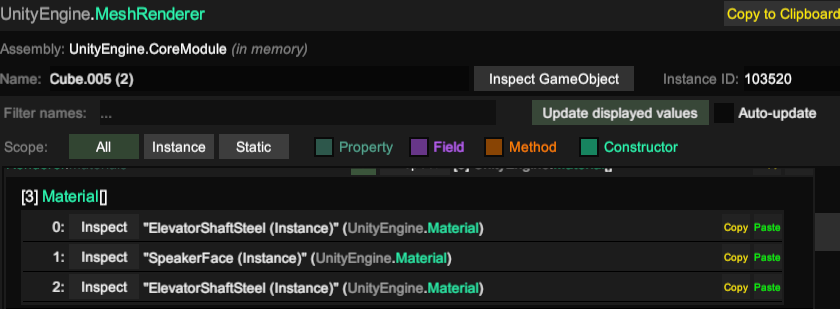 UnityEngine.MeshRenderer
Copy to Clipboard
Assembly: UnityEngine.CoreModule (in memory)
Name: Cube.005 (2) Inspect GameObject Instance ID: 103520
Filter names: ... Update displayed values Auto-update
Scope: All Instance Static Property Field Method Constructor
[3] Material[]
0: Inspect "ElevatorShaftSteel (Instance)" (UnityEngine.Material) Copy Paste
1: Inspect "SpeakerFace (Instance)" (UnityEngine.Material) Copy Paste
2: Inspect "ElevatorShaftSteel (Instance)" (UnityEngine.Material) Copy Paste